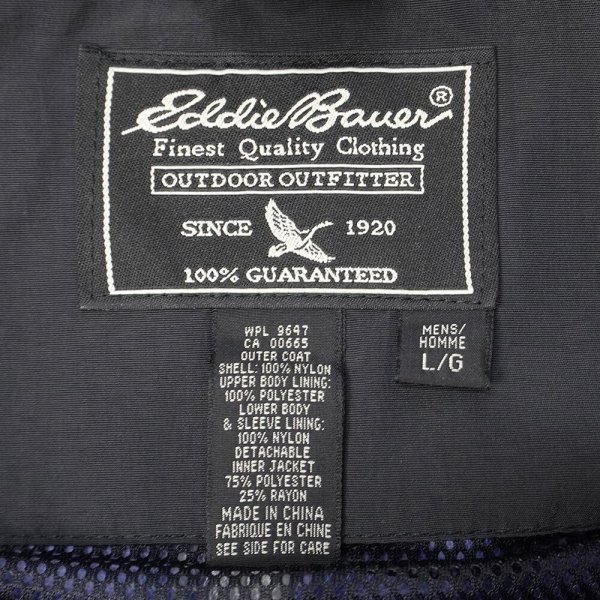 Eddie Bauer®
Finest Quality Clothing
OUTDOOR OUTFITTER
SINCE 1920
100% GUARANTEED
WPL 9647
CA 00665
OUTER COAT
SHELL: 100% NYLON
UPPER BODY LINING:
100% POLYESTER
LOWER BODY
& SLEEVE LINING:
100% NYLON
DETACHABLE
INNER JACKET
75% POLYESTER
25% RAYON
MADE IN CHINA
FABRIQUE EN CHINE
SEE SIDE FOR CARE
MENS/
HOMME
L/G